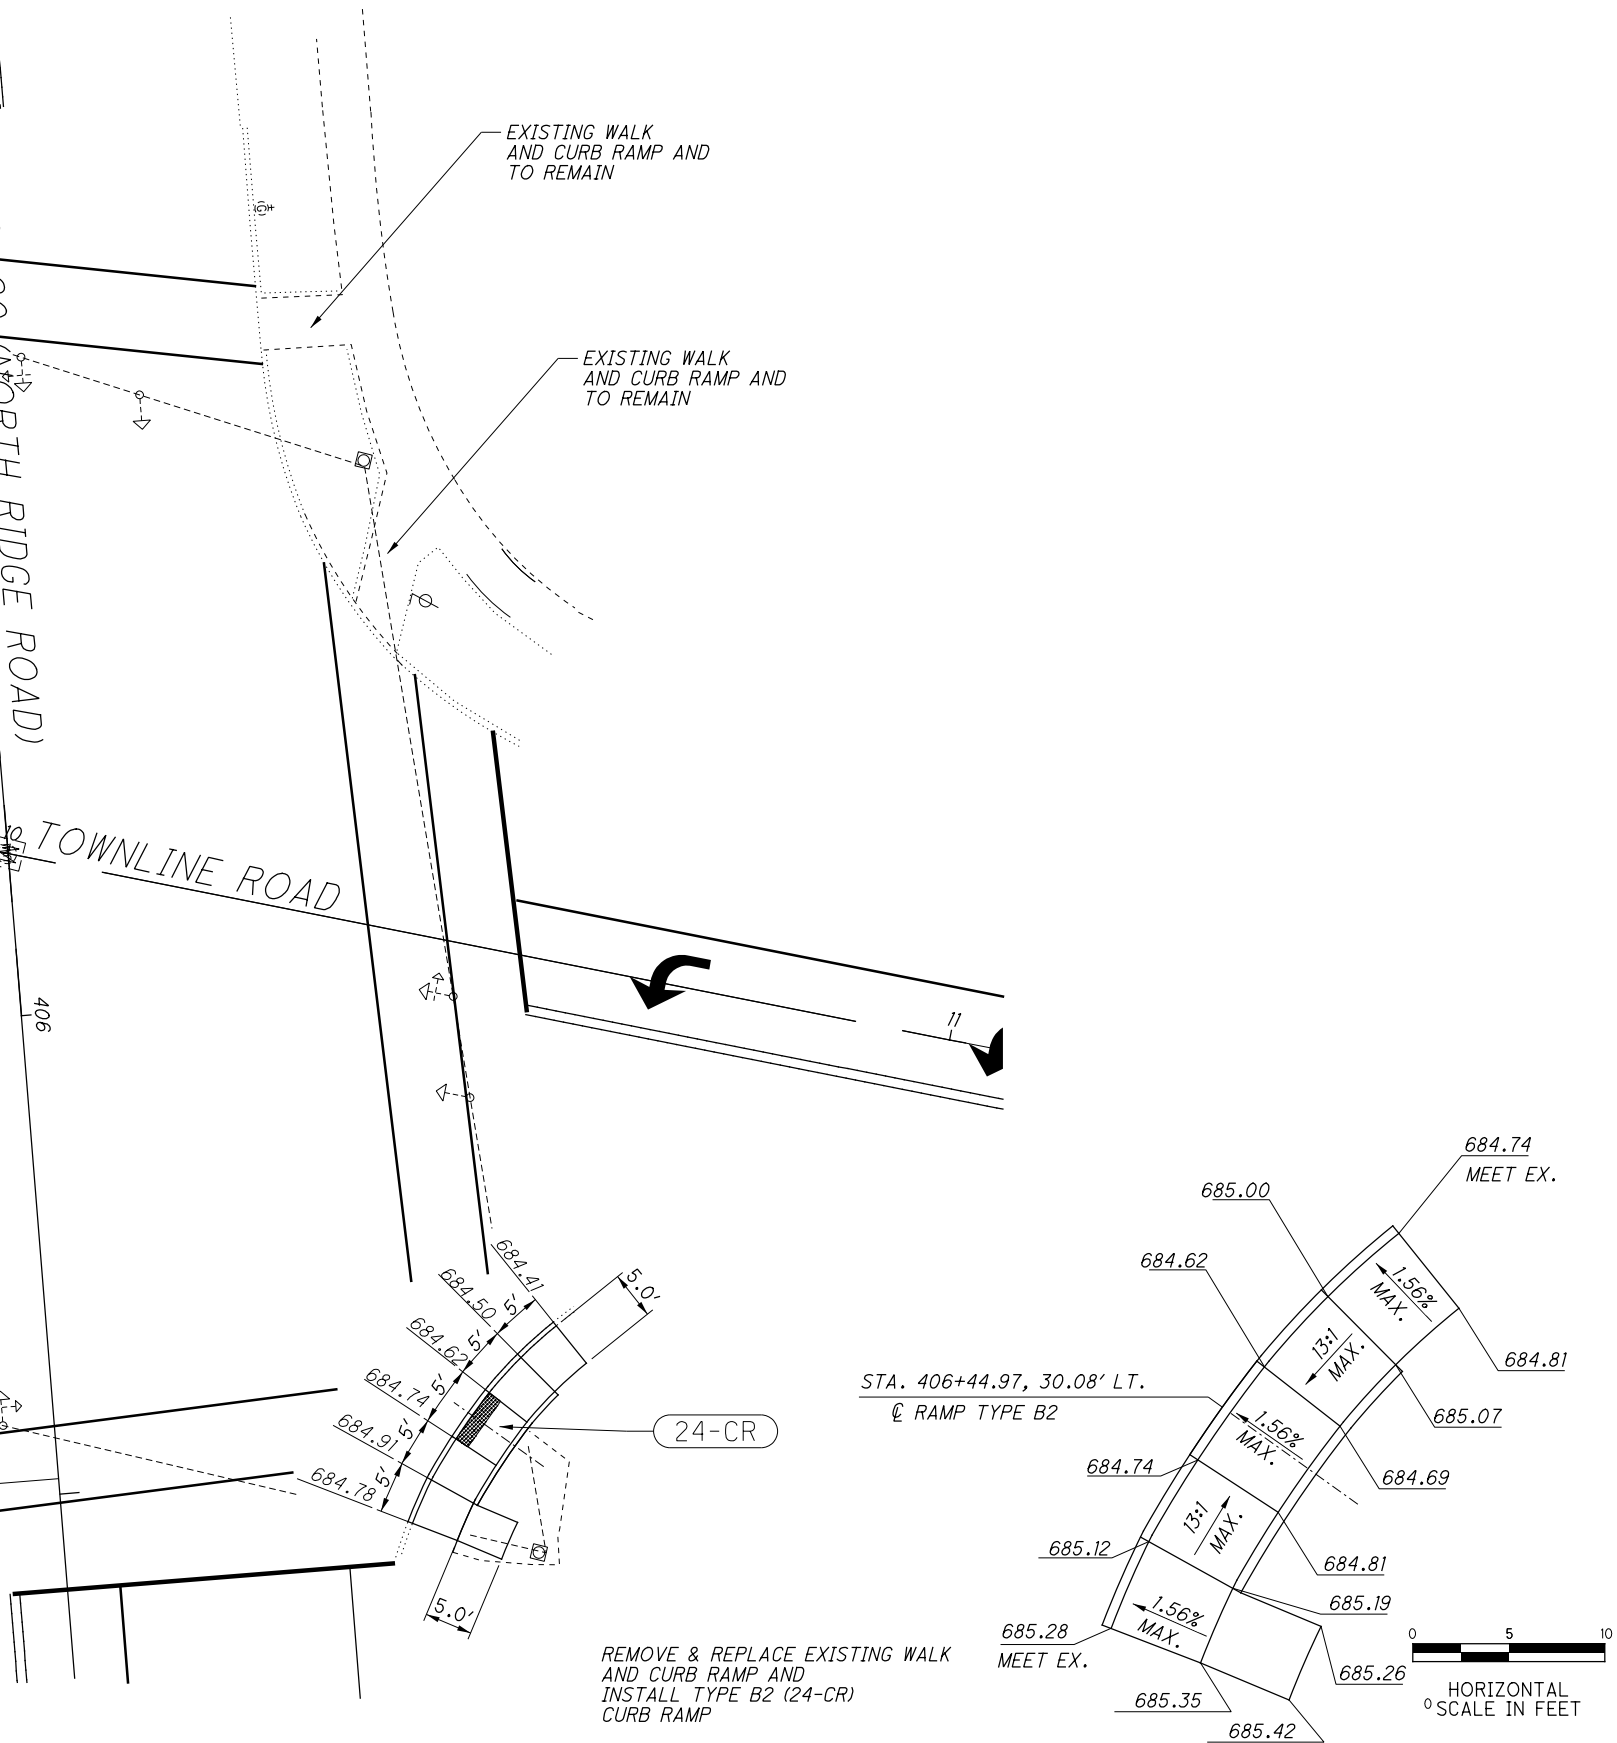 EXISTING WALK
AND CURB RAMP AND
TO REMAIN
(G)
EXISTING WALK
AND CURB RAMP AND
TO REMAIN
(NORTH RIDGE ROAD)
10
TOWNLINE ROAD
406
11
684.41
684.50
684.62
684.74
684.91
684.78
5'
5'
5'
5'
5'
5.0'
5.0'
24-CR
REMOVE & REPLACE EXISTING WALK
AND CURB RAMP AND
INSTALL TYPE B2 (24-CR)
CURB RAMP
684.74
MEET EX.
685.00
684.62
1.56%
MAX.
13:1
MAX.
684.81
STA. 406+44.97, 30.08' LT.
℄ RAMP TYPE B2
1.56%
MAX.
685.07
684.74
684.69
13:1
MAX.
685.12
684.81
1.56%
MAX.
685.19
685.28
MEET EX.
685.26
685.35
685.42
0 5 10
HORIZONTAL
0 SCALE IN FEET